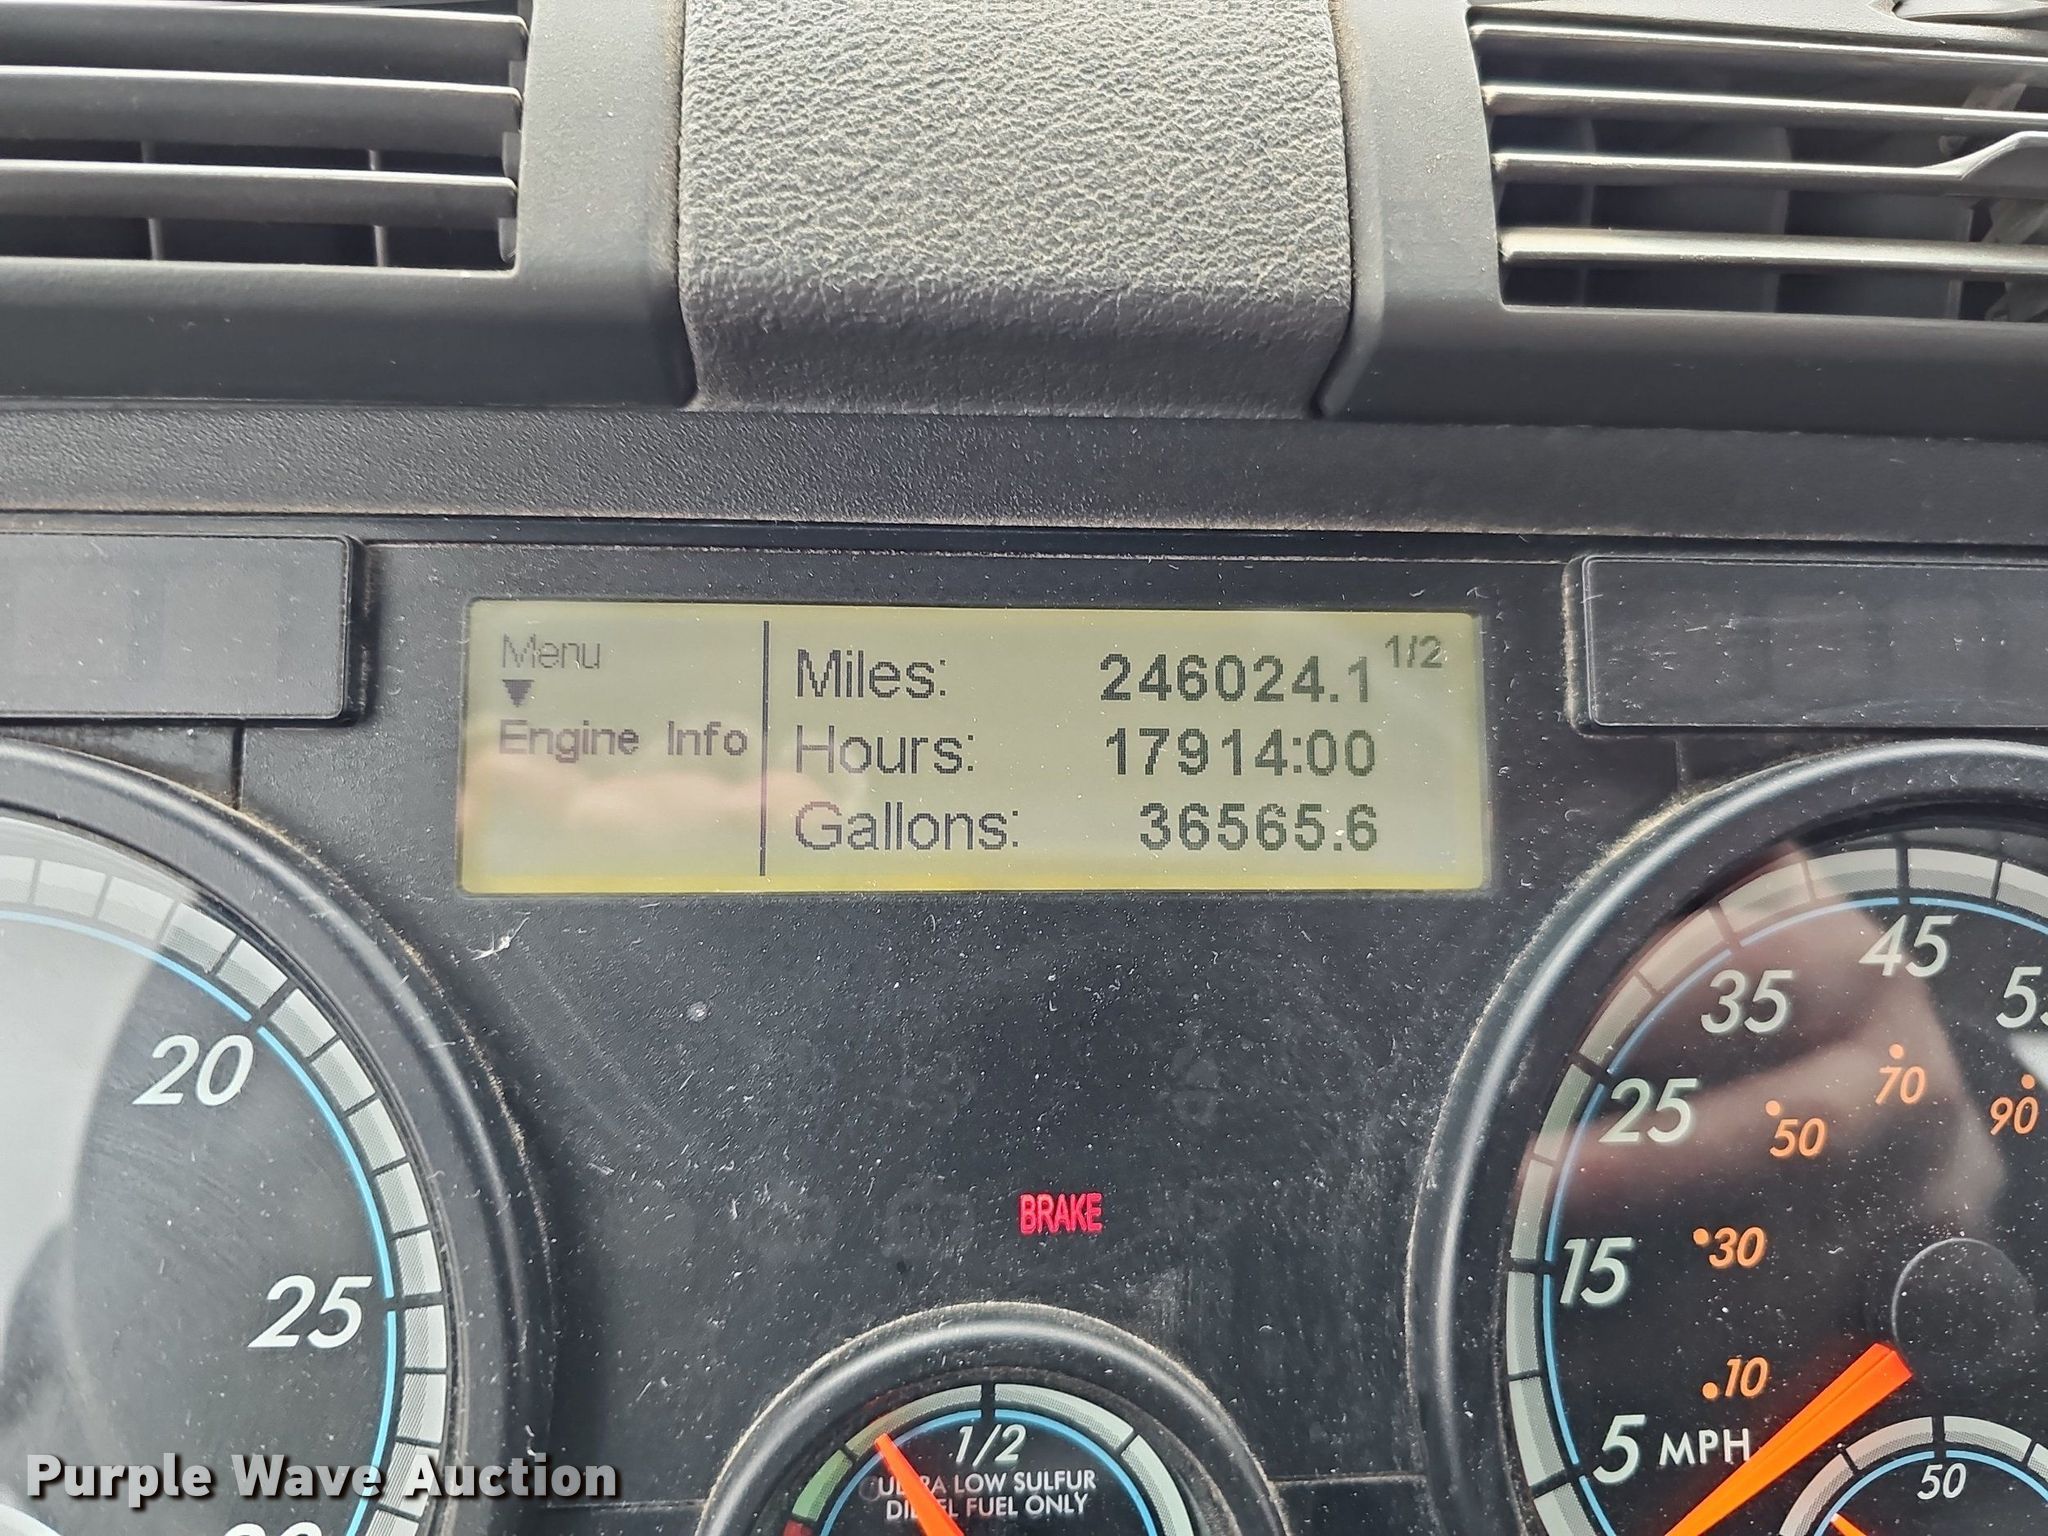 Menu
Engine Info
Miles: 246024.1 1/2
Hours: 17914:00
Gallons: 36565.6
20
25
BRAKE
45
35
25
70
90
50
15
30
10
5 MPH
50
1/2
ULTRA LOW SULFUR
DIESEL FUEL ONLY
Purple Wave Auction